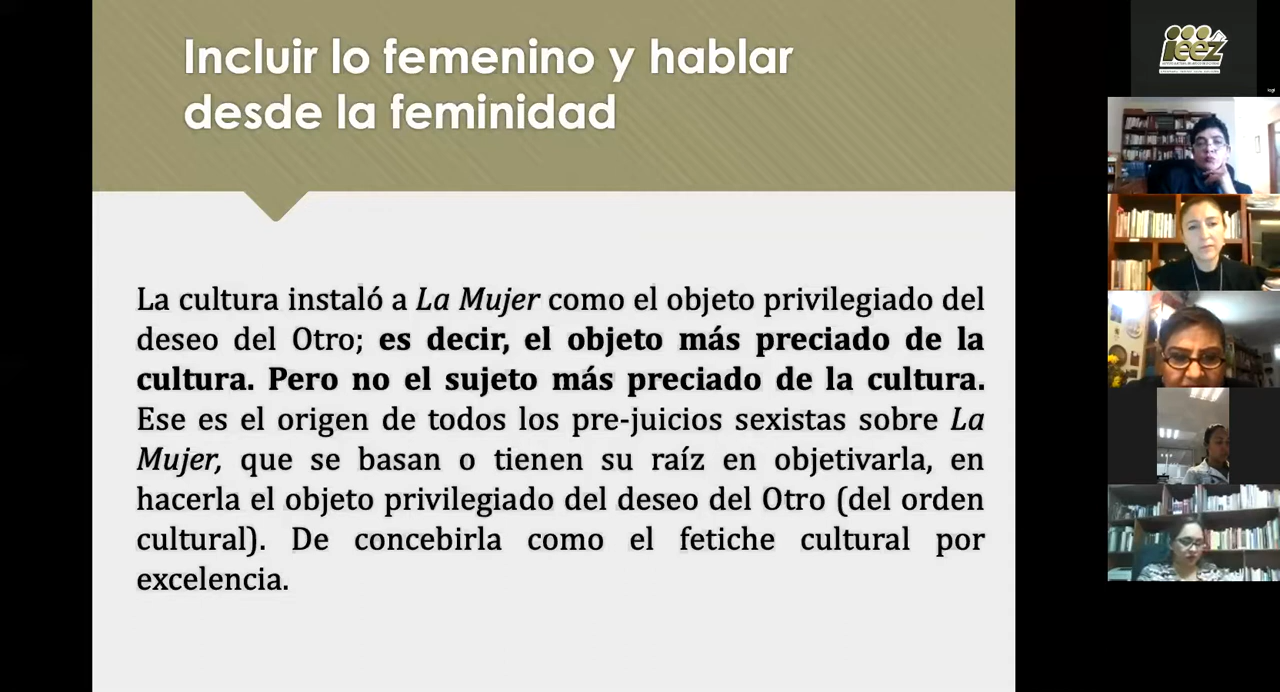 Incluir lo femenino y hablar
desde la feminidad
La cultura instaló a La Mujer como el objeto privilegiado del
deseo del Otro; es decir, el objeto más preciado de la
cultura. Pero no el sujeto más preciado de la cultura.
Ese es el origen de todos los pre-juicios sexistas sobre La
Mujer, que se basan o tienen su raíz en objetivarla, en
hacerla el objeto privilegiado del deseo del Otro (del orden
cultural). De concebirla como el fetiche cultural por
excelencia.
ieez